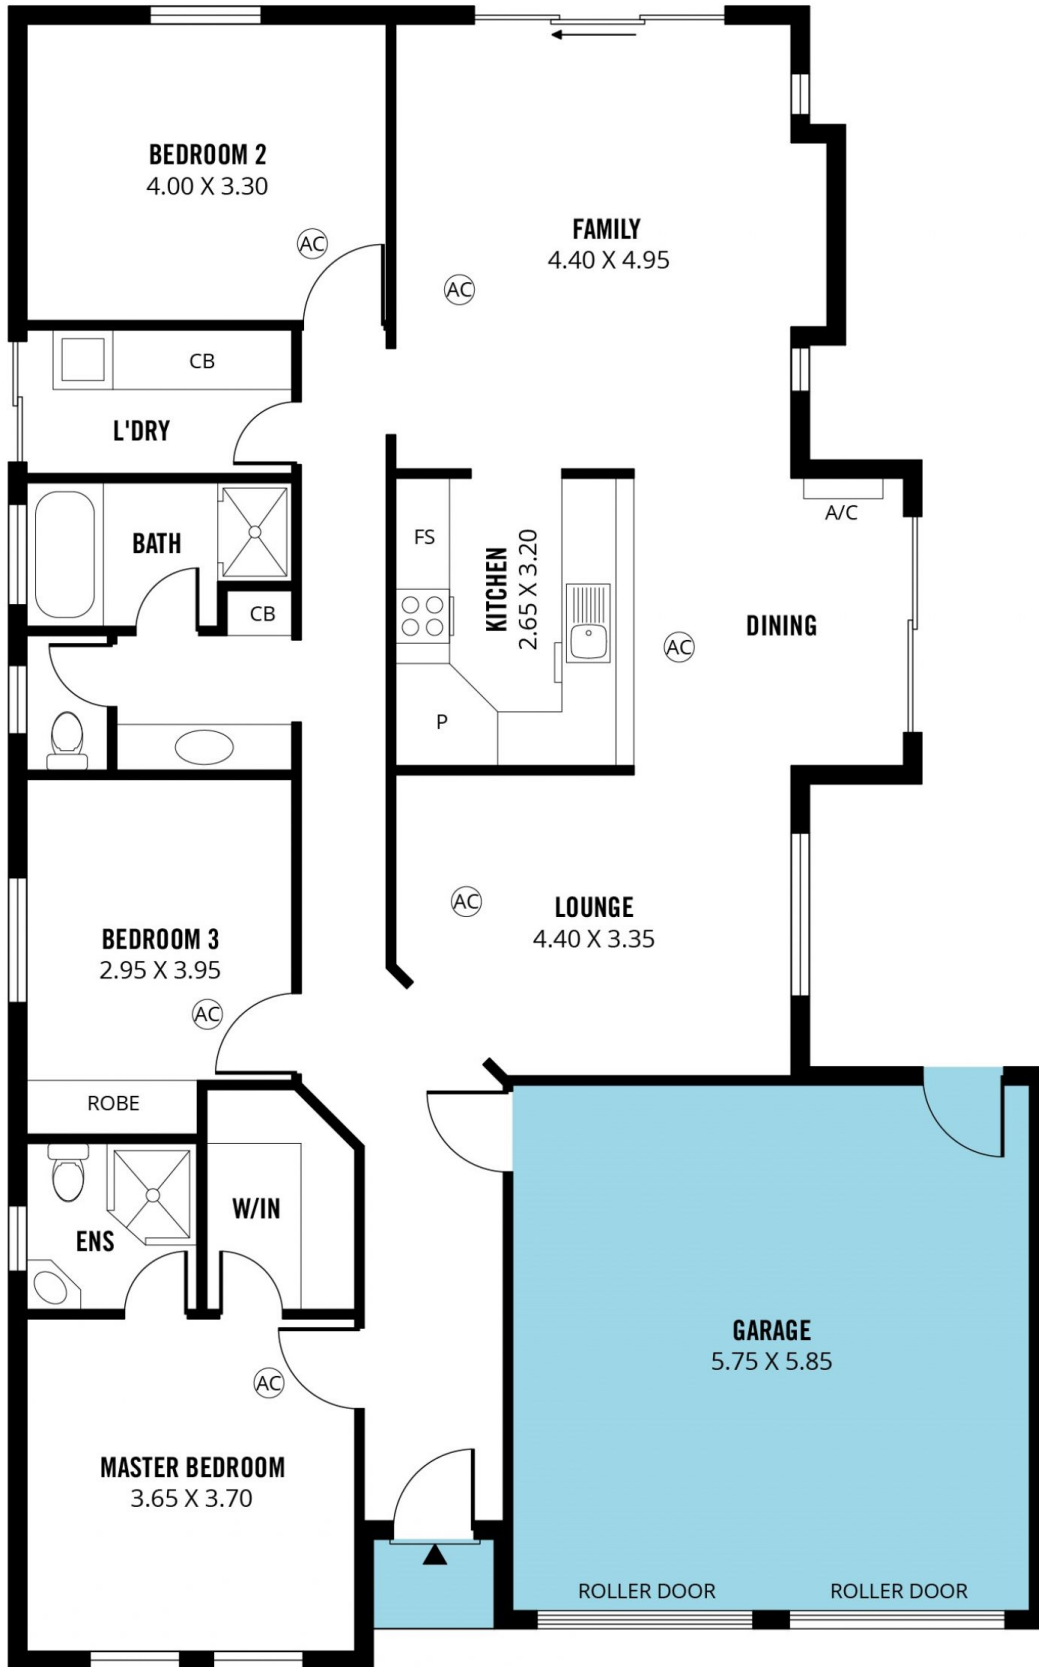 BEDROOM 2
4.00 X 3.30
AC
FAMILY
4.40 X 4.95
AC
CB
L'DRY
BATH
CB
FS
KITCHEN
2.65 X 3.20
P
A/C
DINING
AC
BEDROOM 3
2.95 X 3.95
AC
ROBE
AC
LOUNGE
4.40 X 3.35
W/IN
ENS
AC
MASTER BEDROOM
3.65 X 3.70
GARAGE
5.75 X 5.85
ROLLER DOOR
ROLLER DOOR